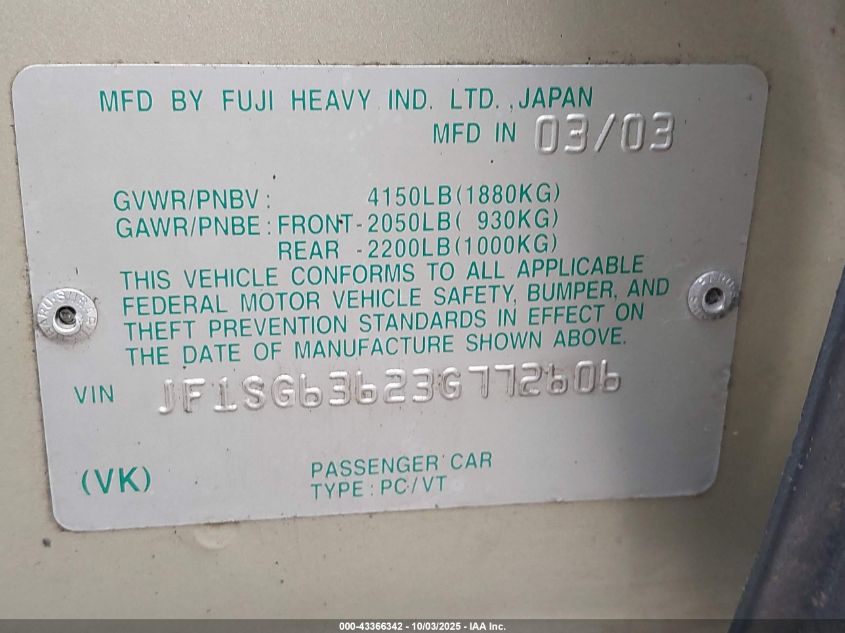 MFD BY FUJI HEAVY IND. LTD., JAPAN
MFD IN 03/03
GVWR/PNBV: 4150LB(1880KG)
GAWR/PNBE: FRONT-2050LB( 930KG)
REAR -2200LB(1000KG)
THIS VEHICLE CONFORMS TO ALL APPLICABLE
FEDERAL MOTOR VEHICLE SAFETY, BUMPER, AND
THEFT PREVENTION STANDARDS IN EFFECT ON
THE DATE OF MANUFACTURE SHOWN ABOVE.
VIN JF1SG63623G772606
(VK)
PASSENGER CAR
TYPE: PC/VT
000-43366342 - 10/03/2025 - IAA Inc.